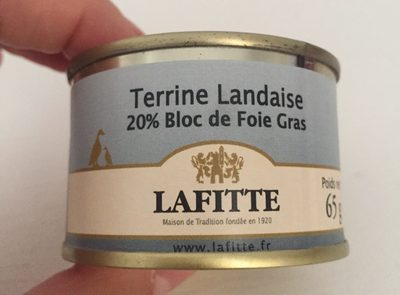 Terrine Landaise
20% Bloc de Foie Gras
LAFITTE
Maison de Tradition fondée en 1920
www.lafitte.fr
Poids
65 g